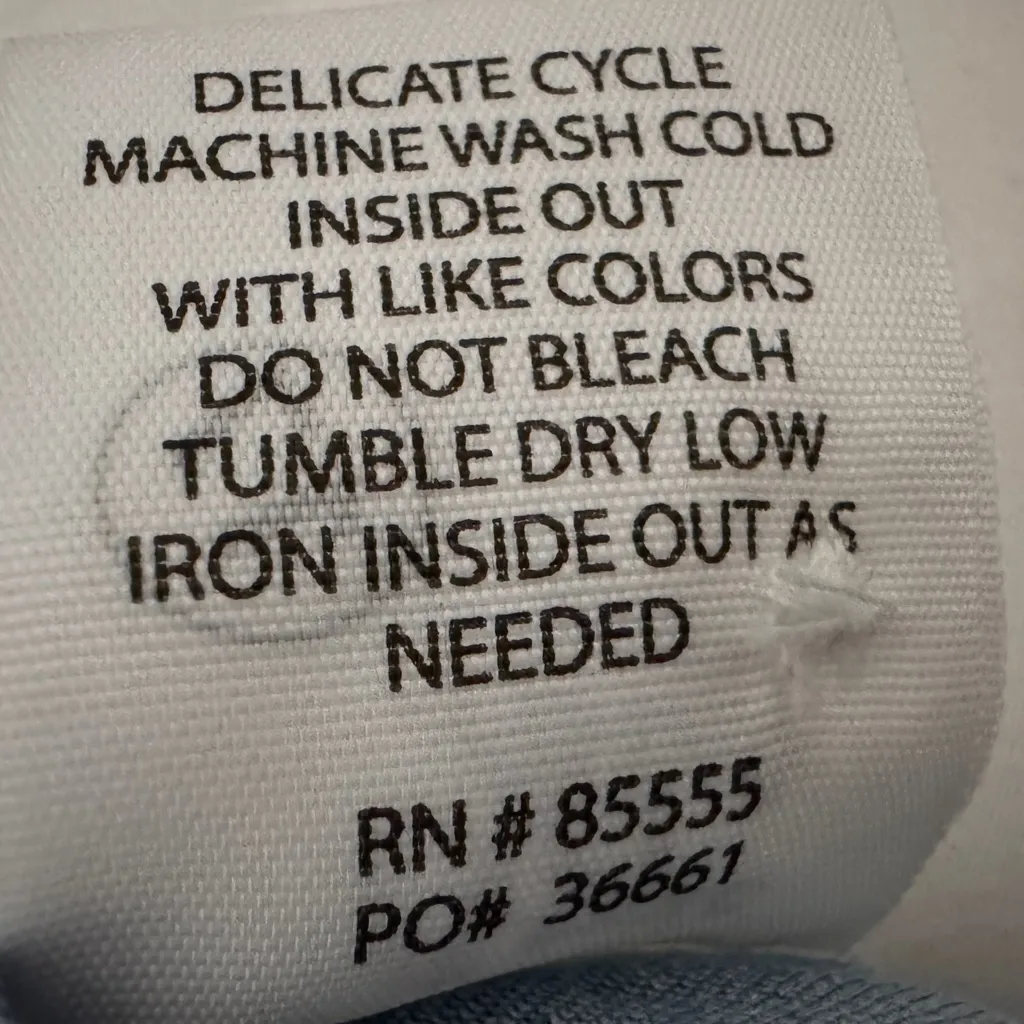 DELICATE CYCLE
MACHINE WASH COLD
INSIDE OUT
WITH LIKE COLORS
DO NOT BLEACH
TUMBLE DRY LOW
IRON INSIDE OUT AS
NEEDED
RN # 85555
PO# 36661